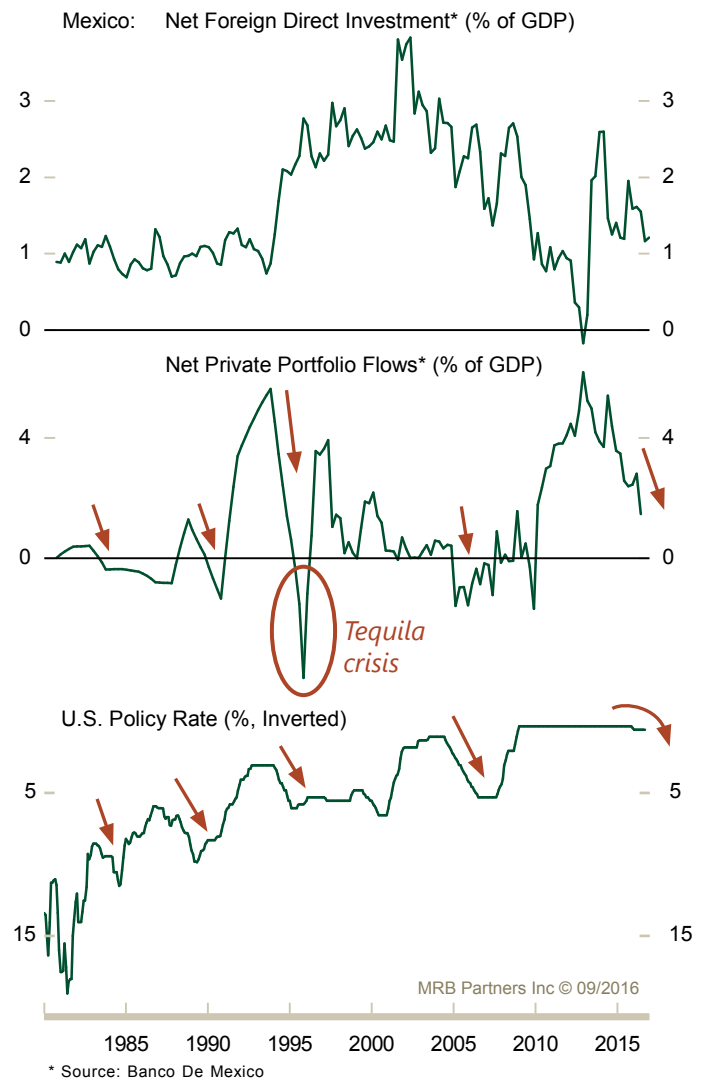 Mexico: Net Foreign Direct Investment* (% of GDP)
3 3
2 2
1 1
0 0
Net Private Portfolio Flows* (% of GDP)
4 4
0 0
Tequila
crisis
U.S. Policy Rate (%, Inverted)
5 5
15 15
MRB Partners Inc © 09/2016
1985 1990 1995 2000 2005 2010 2015
* Source: Banco De Mexico